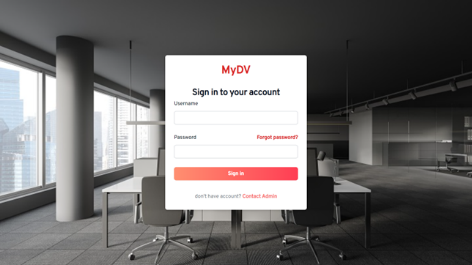 MyDV
Sign in to your account
Username
Password Forgot password?
Sign in
don't have account? Contact Admin